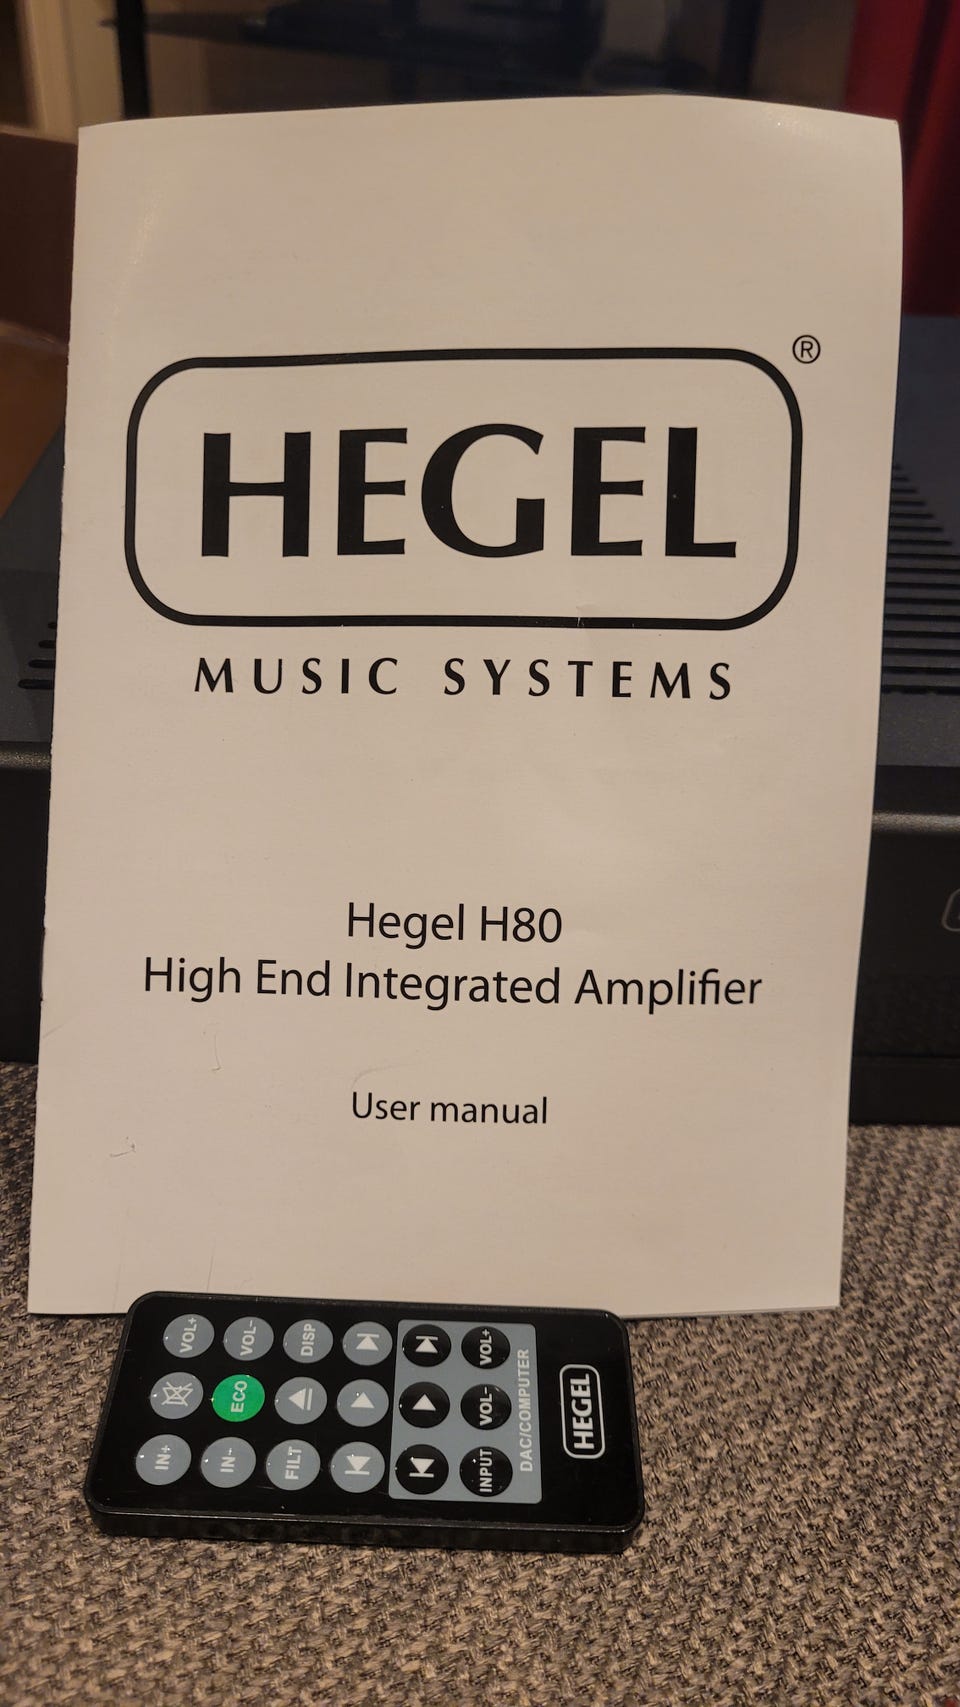 HEGEL®
MUSIC SYSTEMS
Hegel H80
High End Integrated Amplifier
User manual
IN+ VOL+
IN- ECO VOL-
FILT DISP
INPUT VOL- VOL+
DAC/COMPUTER
HEGEL